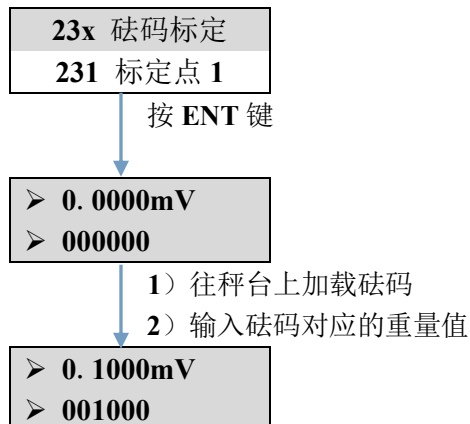 23x 砝码标定
231 标定点 1
按 ENT 键
➢ 0.0000mV
➢ 000000
1）往秤台上加载砝码
2）输入砝码对应的重量值
➢ 0.1000mV
➢ 001000